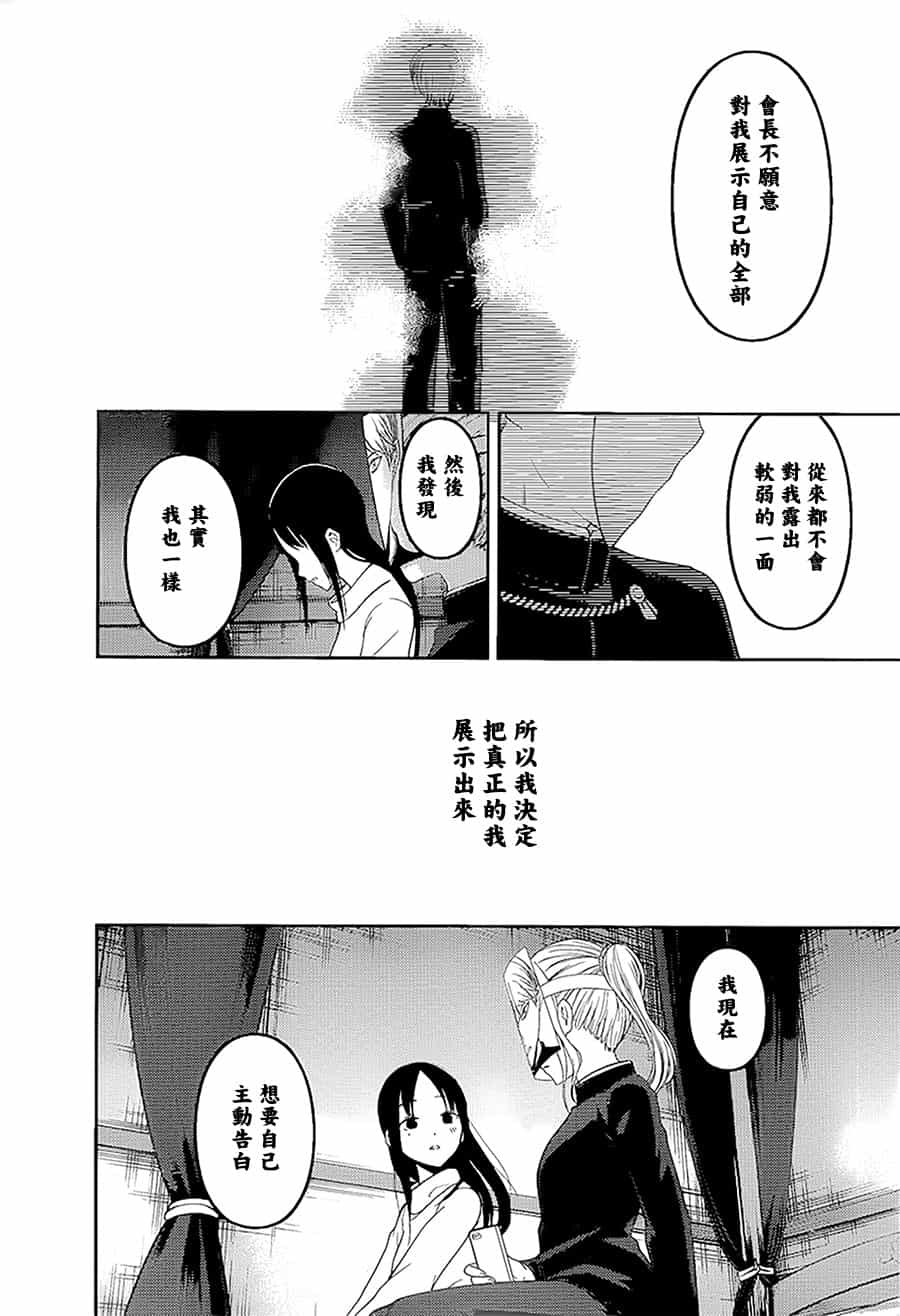 會長不願意
對我展示自己的全部
從來都不會
對我露出
軟弱的一面
然後
我發現
其實
我也一樣
所以我決定
把真正的我
展示出來
我現在
想要自己
主動告白